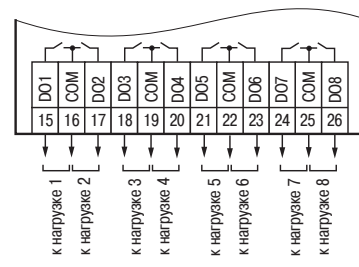 DO1 COM DO2 DO3 COM DO4 DO5 COM DO6 DO7 COM DO8
15 16 17 18 19 20 21 22 23 24 25 26
к нагрузке 1
к нагрузке 2
к нагрузке 3
к нагрузке 4
к нагрузке 5
к нагрузке 6
к нагрузке 7
к нагрузке 8